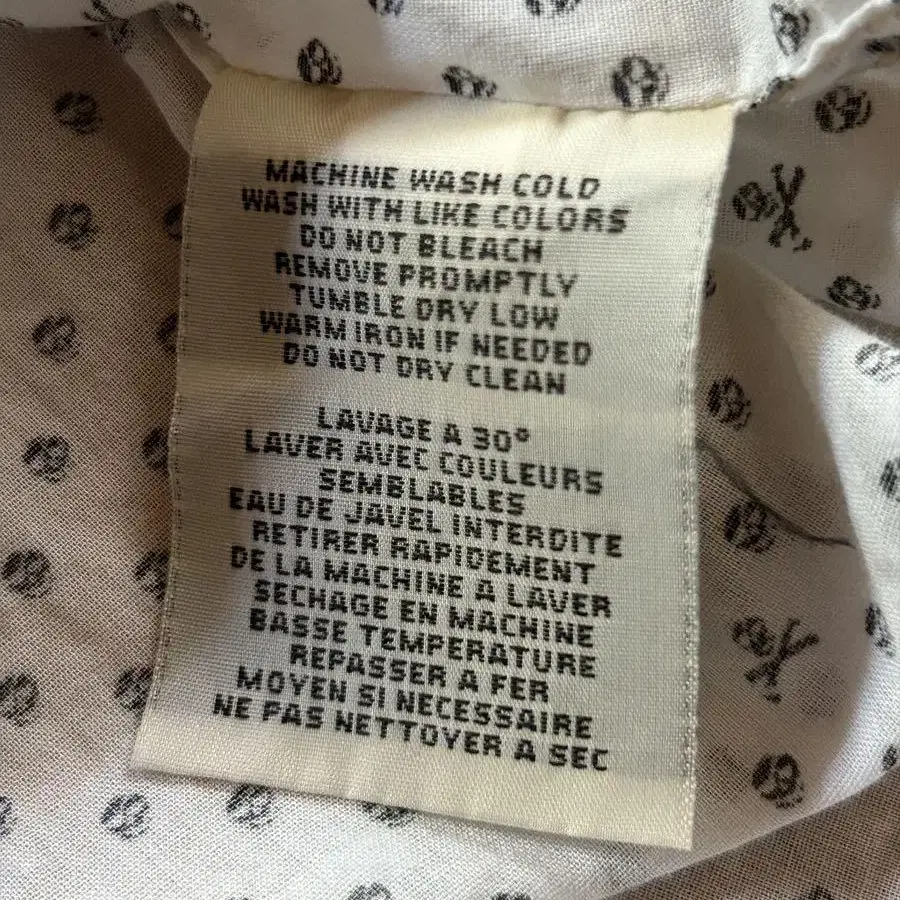 MACHINE WASH COLD
WASH WITH LIKE COLORS
DO NOT BLEACH
REMOVE PROMPTLY
TUMBLE DRY LOW
WARM IRON IF NEEDED
DO NOT DRY CLEAN
LAVAGE A 30°
LAVER AVEC COULEURS
SEMBLABLES
EAU DE JAVEL INTERDITE
RETIRER RAPIDEMENT
DE LA MACHINE A LAVER
SECHAGE EN MACHINE
BASSE TEMPERATURE
REPASSER A FER
MOYEN SI NECESSAIRE
NE PAS NETTOYER A SEC